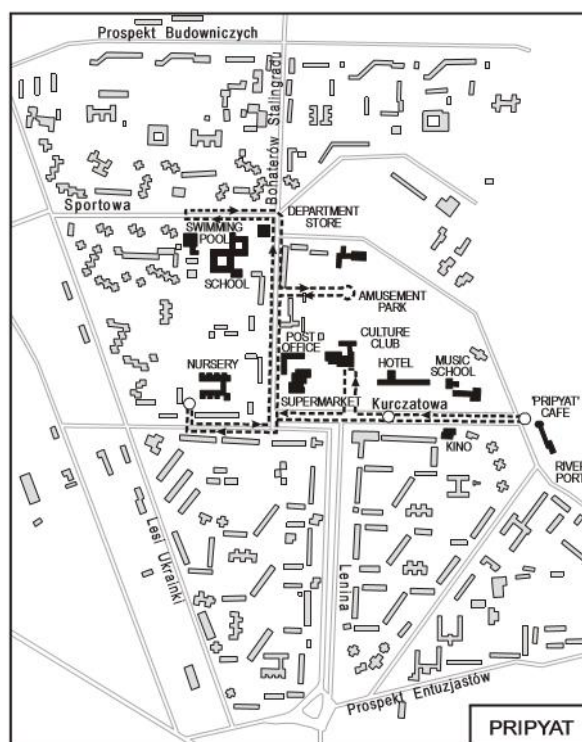 Prospekt Budowniczych
Bohaterów Stalingradu
Sportowa
DEPARTMENT
STORE
SWIMMING
POOL
SCHOOL
AMUSEMENT
PARK
POST
OFFICE
CULTURE
CLUB
NURSERY
HOTEL
MUSIC
SCHOOL
SUPERMARKET
Kurczatowa
'PRIPYAT'
CAFE
KINO
RIVER
PORT
Lesi Ukrainki
Lenina
Prospekt Entuzjastów
PRIPYAT